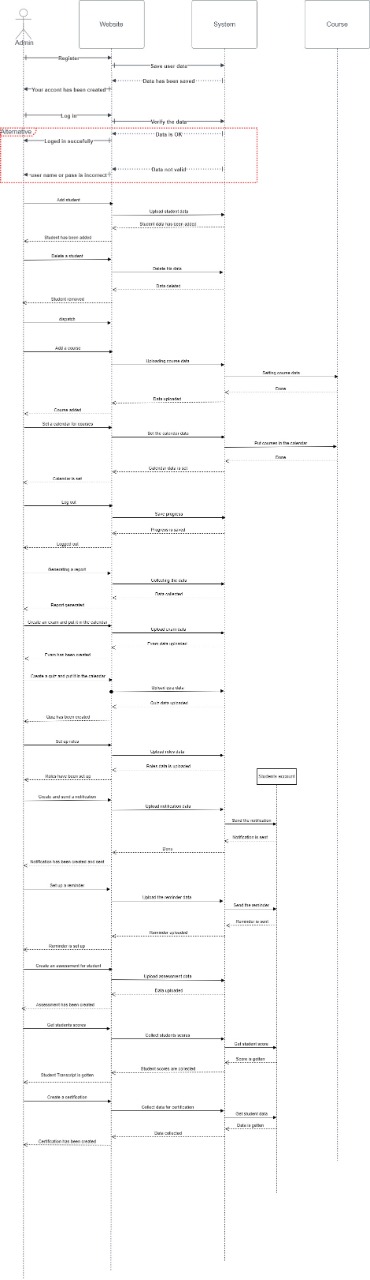 Website
System
Course
Admin
Register
Save user data
Data has been saved
Your accont has been created
Log in
Verify the data
Alternative
Data is OK
Loged in succefully
Data not valid
user name or pass is incorrect
Add student
Upload student data
Student data has been added
Student has been added
Delete a student
Delete his data
Data deleted
Student removed
dispatch
Add a course
Uploading course data
Setting course data
Done
Data uploaded
Course added
Set a calendar for courses
Set the calendar data
Put courses in the calendar
Done
Calendar data is set
Calendar is set
Log out
Save progress
Progress is saved
Logged out
Generating a report
Collecting the data
Data collected
Report generated
Create an exam and put it in the calendar
Upload exam data
Exam data uploaded
Exam has been created
Create a quiz and put it in the calendar
Upload quiz data
Quiz data uploaded
Quiz has been created
Set up roles
Upload roles data
Roles data is uploaded
Students account
Roles have been set up
Create and send a notification
Upload notification data
Send the notification
Notification is sent
Done
Notification has been created and sent
Set up a reminder
Upload the reminder data
Send the reminder
Reminder is sent
Reminder uploaded
Reminder is set up
Create an assessment for student
Upload assessment data
Data uploaded
Assessment has been created
Get students scores
Collect students scores
Get student score
Score is gotten
Student scores are collected
Student Transcript is gotten
Create a certification
Collect data for certification
Get student data
Data is gotten
Data collected
Certification has been created